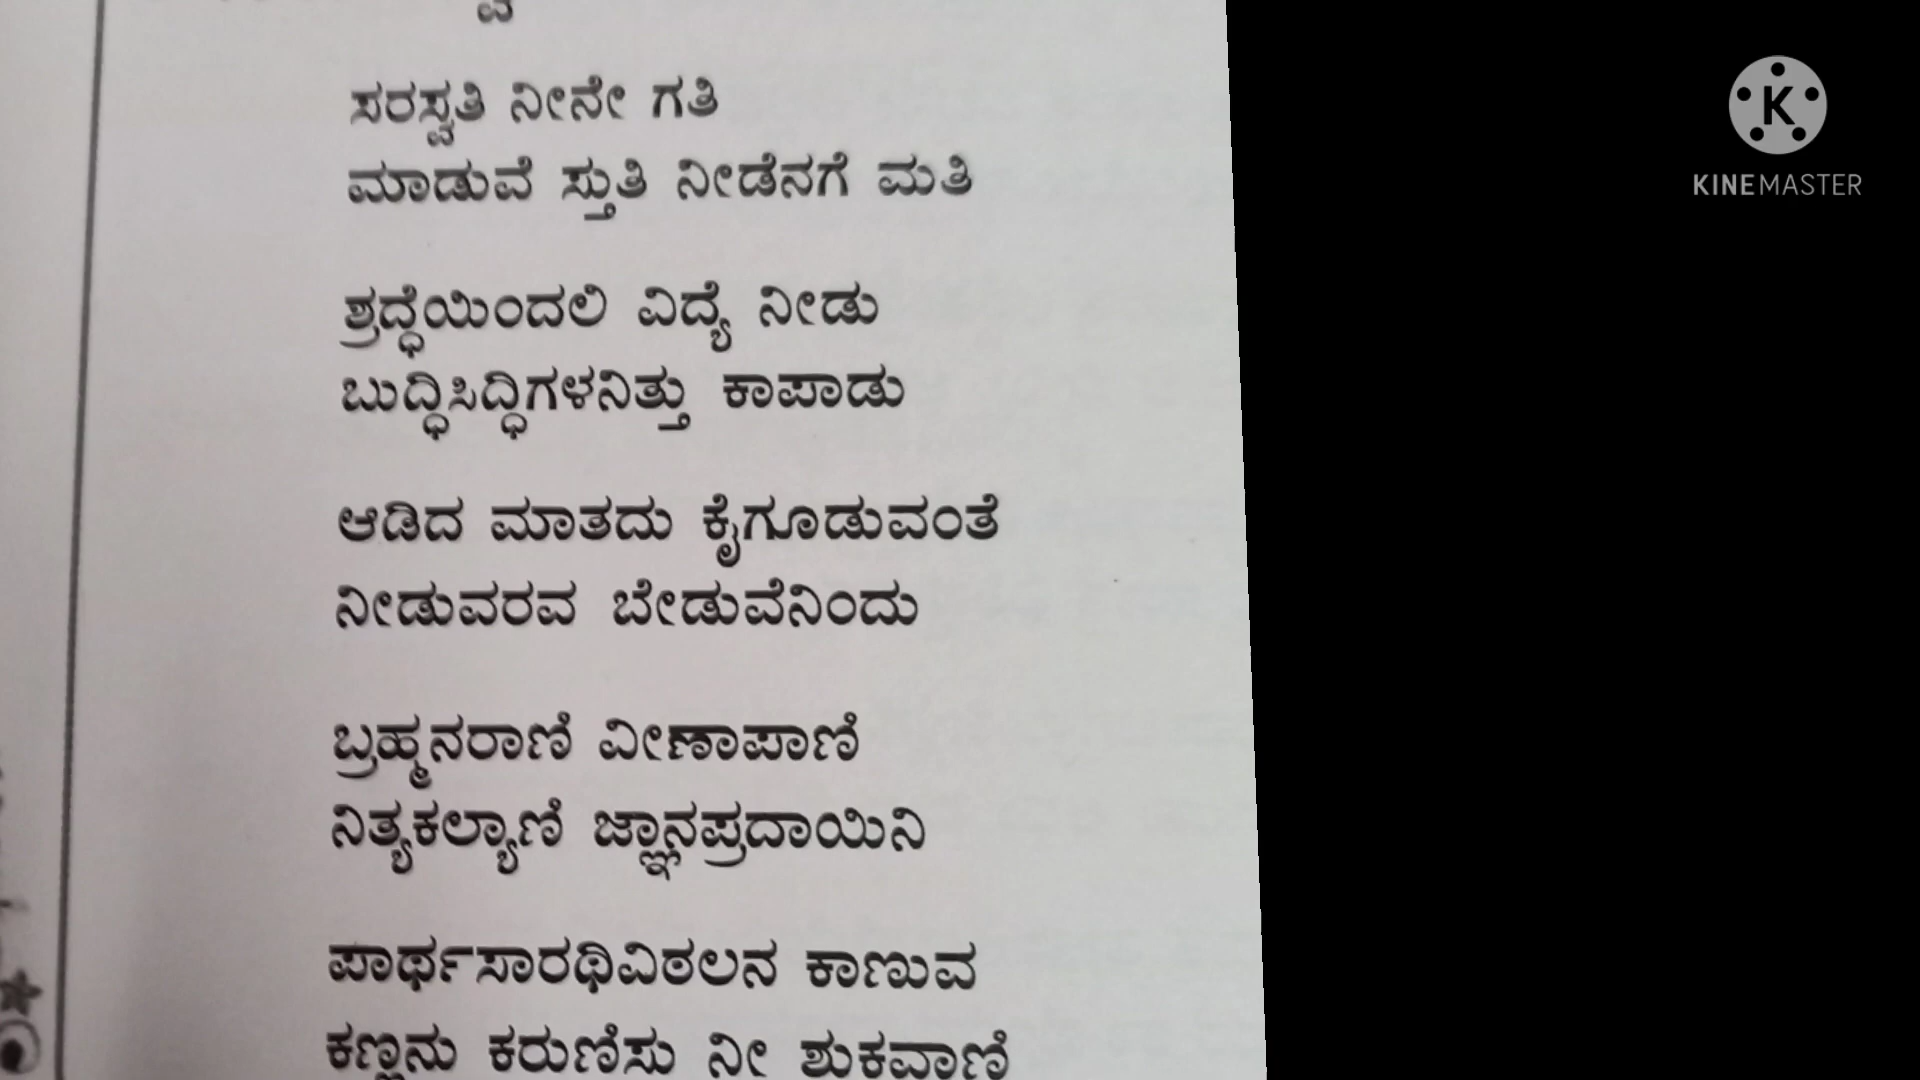 ಸರಸ್ವತಿ ನೀನೇ ಗತಿ
ಮಾಡುವೆ ಸ್ತುತಿ ನೀಡೆನಗೆ ಮತಿ
ಶ್ರದ್ಧೆಯಿಂದಲಿ ವಿದ್ಯೆ ನೀಡು
ಬುದ್ಧಿಸಿದ್ಧಿಗಳನಿತ್ತು ಕಾಪಾಡು
ಆಡಿದ ಮಾತದು ಕೈಗೂಡುವಂತೆ
ನೀಡುವರವ ಬೇಡುವೆನಿಂದು
ಬ್ರಹ್ಮನರಾಣಿ ವೀಣಾಪಾಣಿ
ನಿತ್ಯಕಲ್ಯಾಣಿ ಜ್ಞಾನಪ್ರದಾಯಿನಿ
ಪಾರ್ಥಸಾರಥಿವಿಠಲನ ಕಾಣುವ
ಕಣ್ಣನು ಕರುಣಿಸು ನೀ ಶುಕವಾಣಿ
K
KINEMASTER